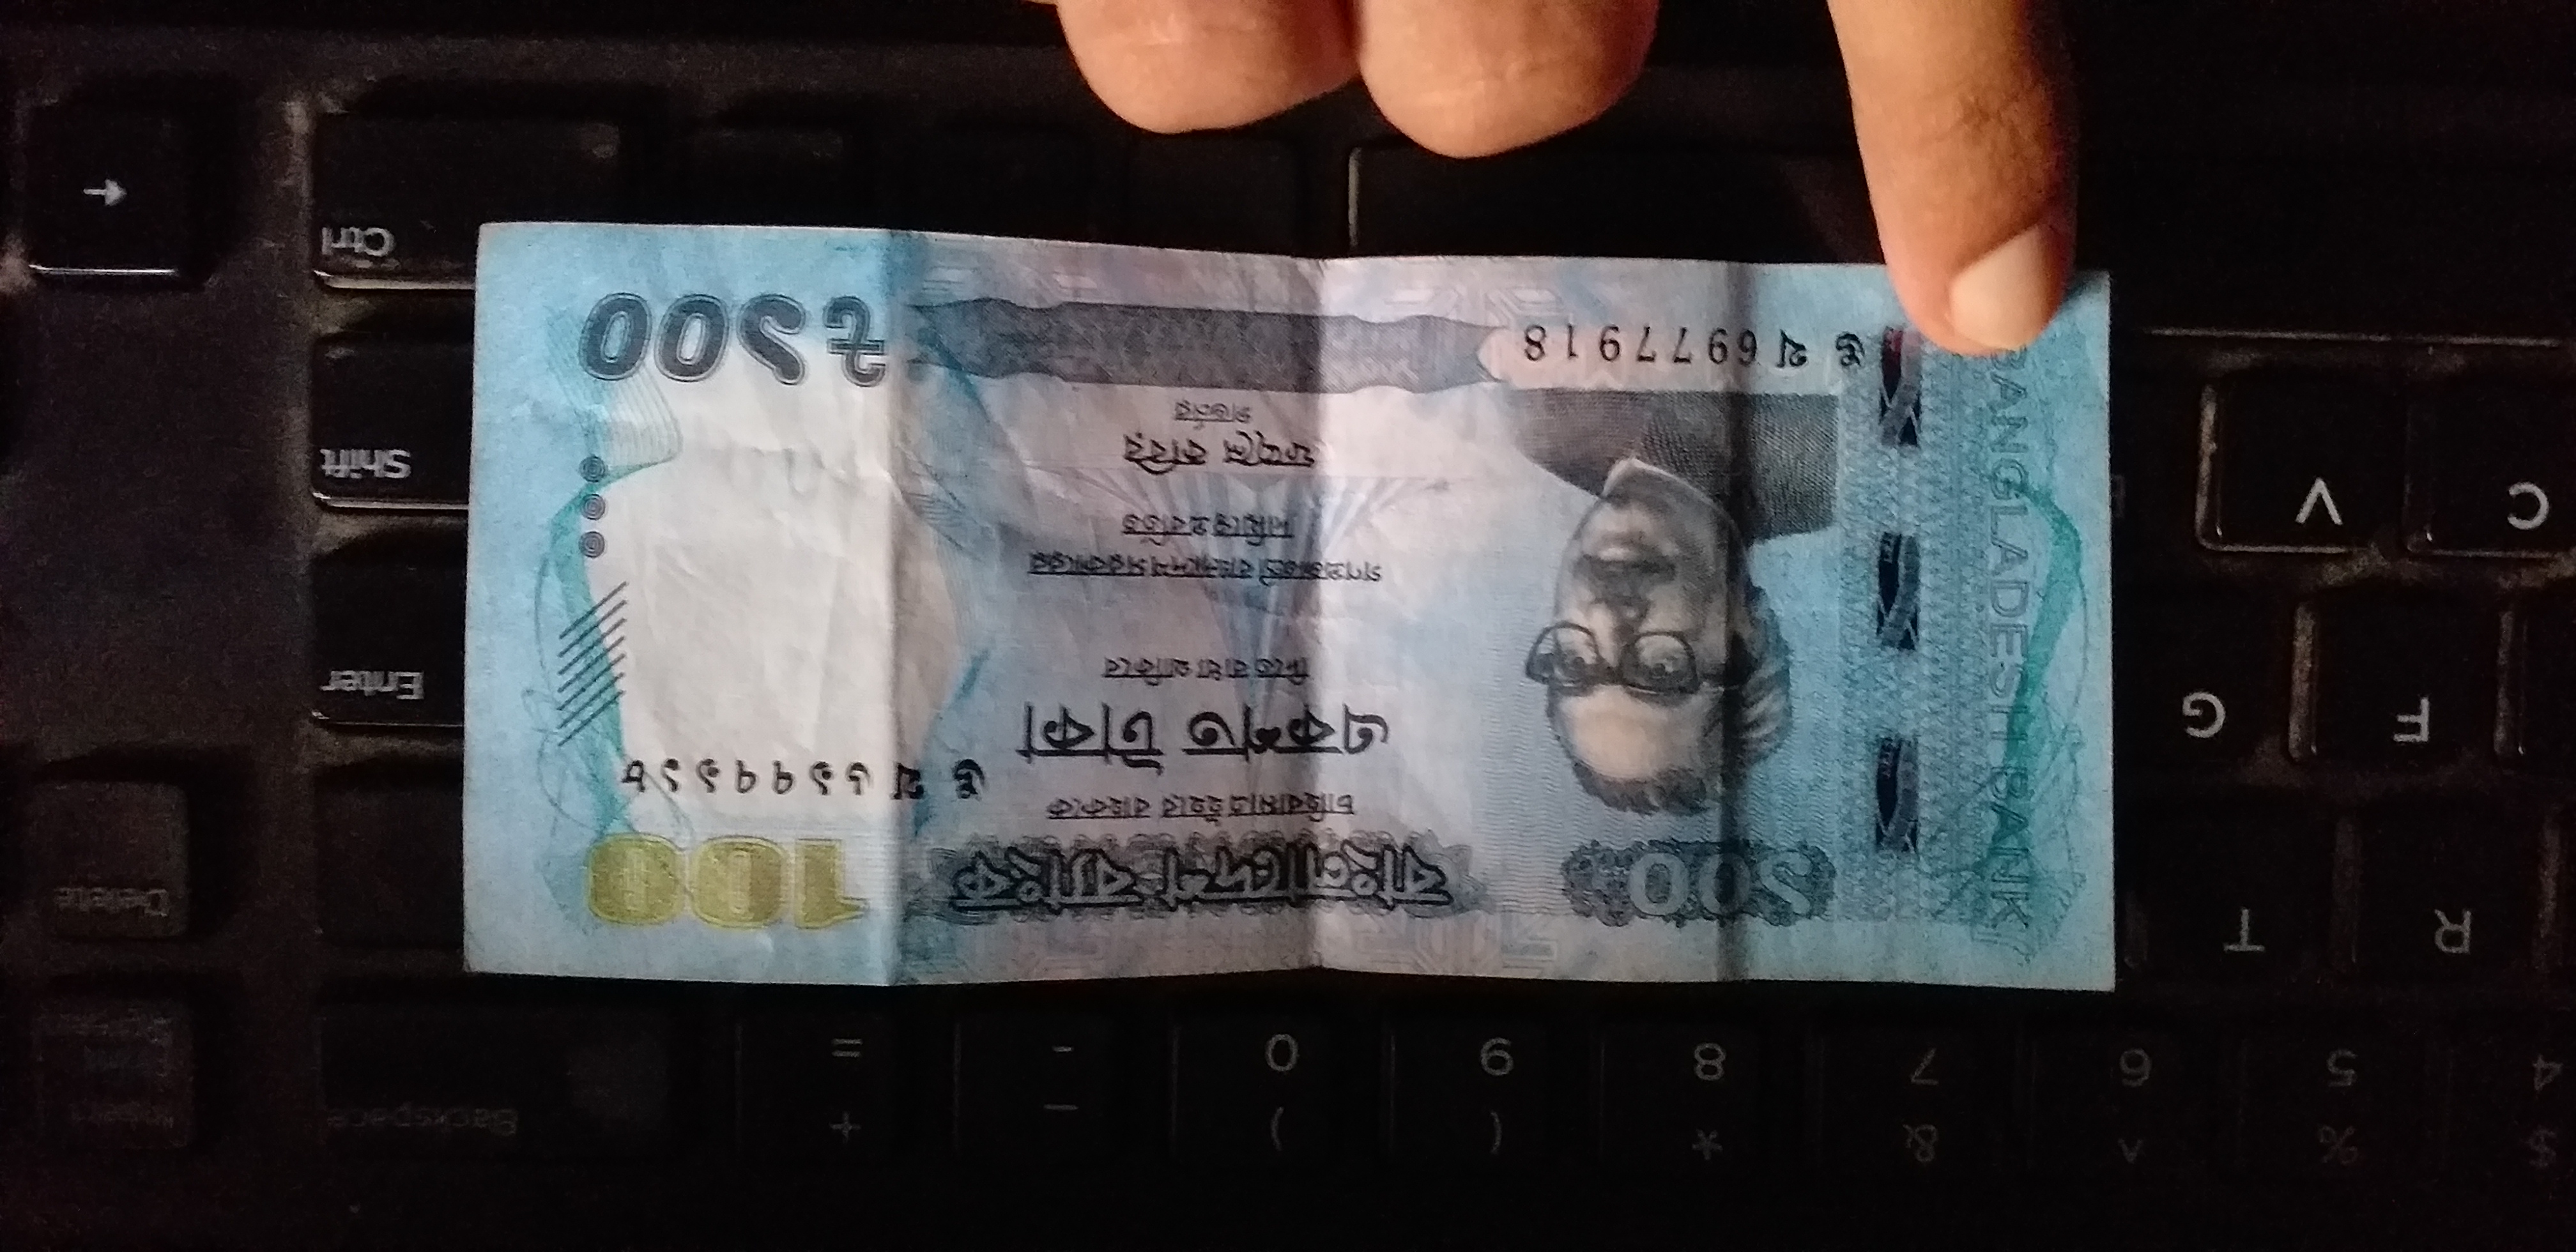 $ % ^ & * ( ) _ +
4 5 6 7 8 9 0 - = Backspace
R T
Delete
F G
Enter
C V
Shift
Ctrl
←
BANGLADESH BANK
১০০
বাংলাদেশ ব্যাংক
100
চাহিবামাত্র ইহার বাহককে
ঙ থ ৬৯৭৭৯১৮
একশত টাকা
দিতে বাধ্য থাকিবে
গণপ্রজাতন্ত্রী বাংলাদেশ সরকারের
দায়িত্বে প্রবর্তিত
ফজলে কবির
গভর্নর
ঙ থ 6977918
৳১০০